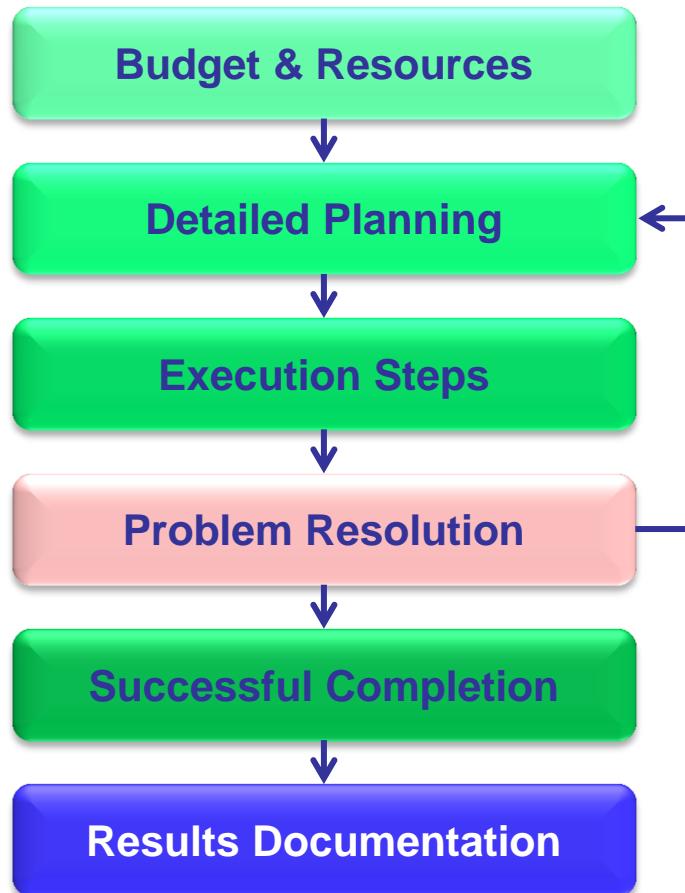 Budget & Resources
Detailed Planning
Execution Steps
Problem Resolution
Successful Completion
Results Documentation